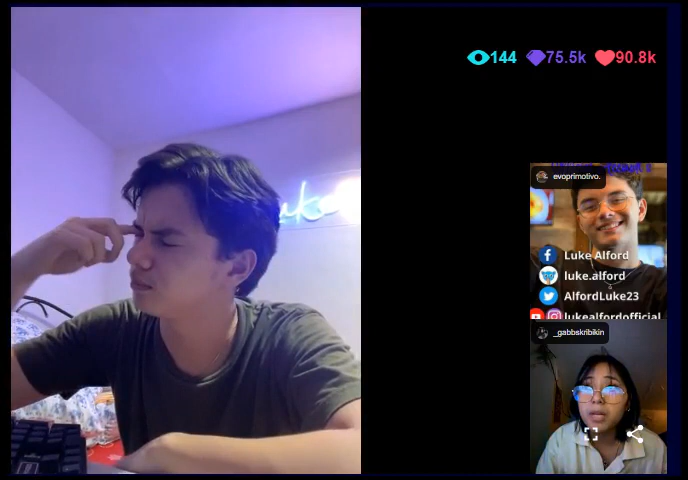 144 75.5k 90.8k
evoprimotivo.
Luke Alford
luke.alford
AlfordLuke23
lukealfordofficial
_gabbskribikin